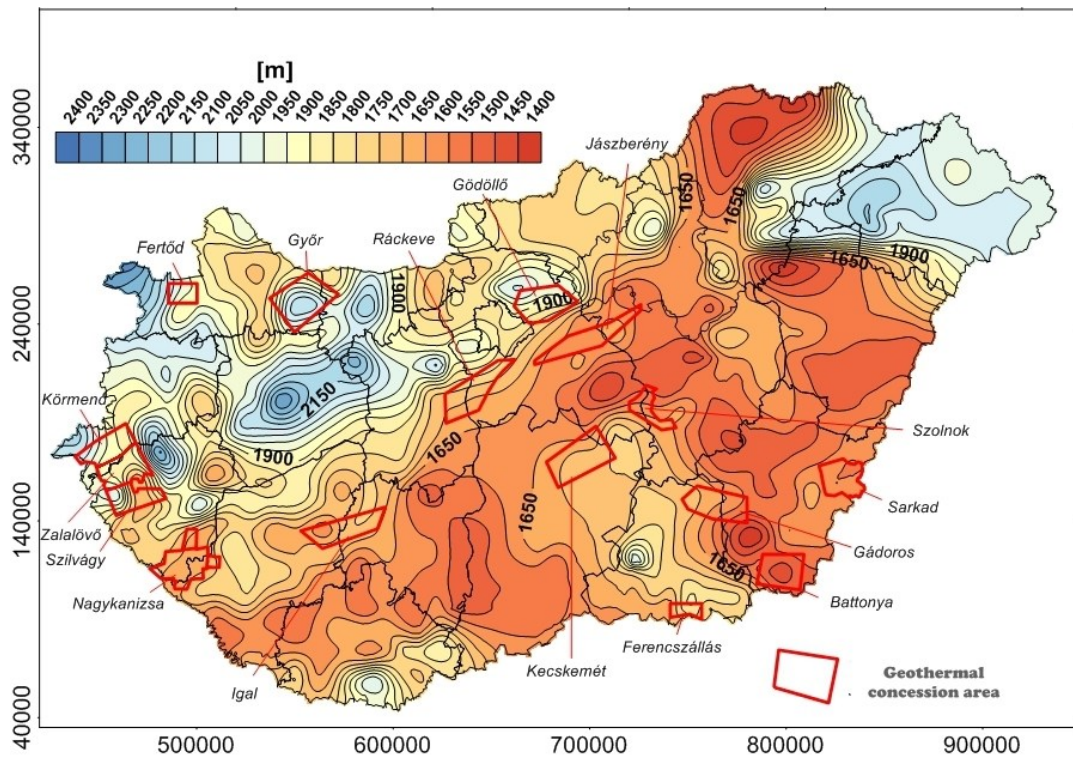 [m]
2400 2350 2300 2250 2200 2150 2100 2050 2000 1950 1900 1850 1800 1750 1700 1650 1600 1550 1500 1450 1400
340000
Jászberény
Gödöllő
1650
1650
Fertőd
Győr
Ráckeve
1900
1650
1900
1900
240000
2150
Körmend
1650
Szolnok
1900
Sarkad
1650
Zalalövő
Szilvágy
140000
Gádoros
1650
Nagykanizsa
Battonya
Ferencszállás
Kecskemét
Igal
Geothermal
concession area
40000
500000 600000 700000 800000 900000